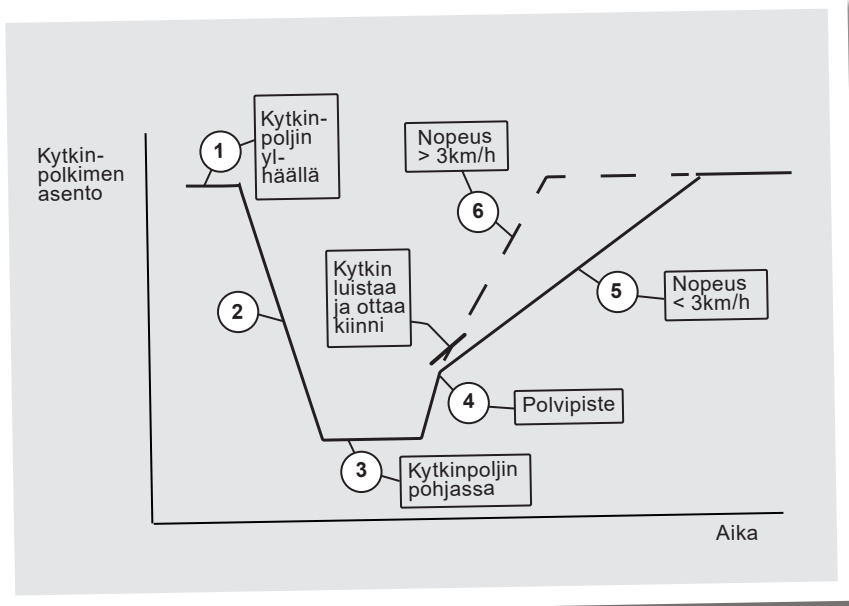 Kytkin-
polkimen
asento
1
Kytkin-
poljin
yl-
häällä
Nopeus
> 3km/h
6
2
Kytkin
luistaa
ja ottaa
kiinni
5
Nopeus
< 3km/h
4
Polvipiste
3
Kytkinpoljin
pohjassa
Aika